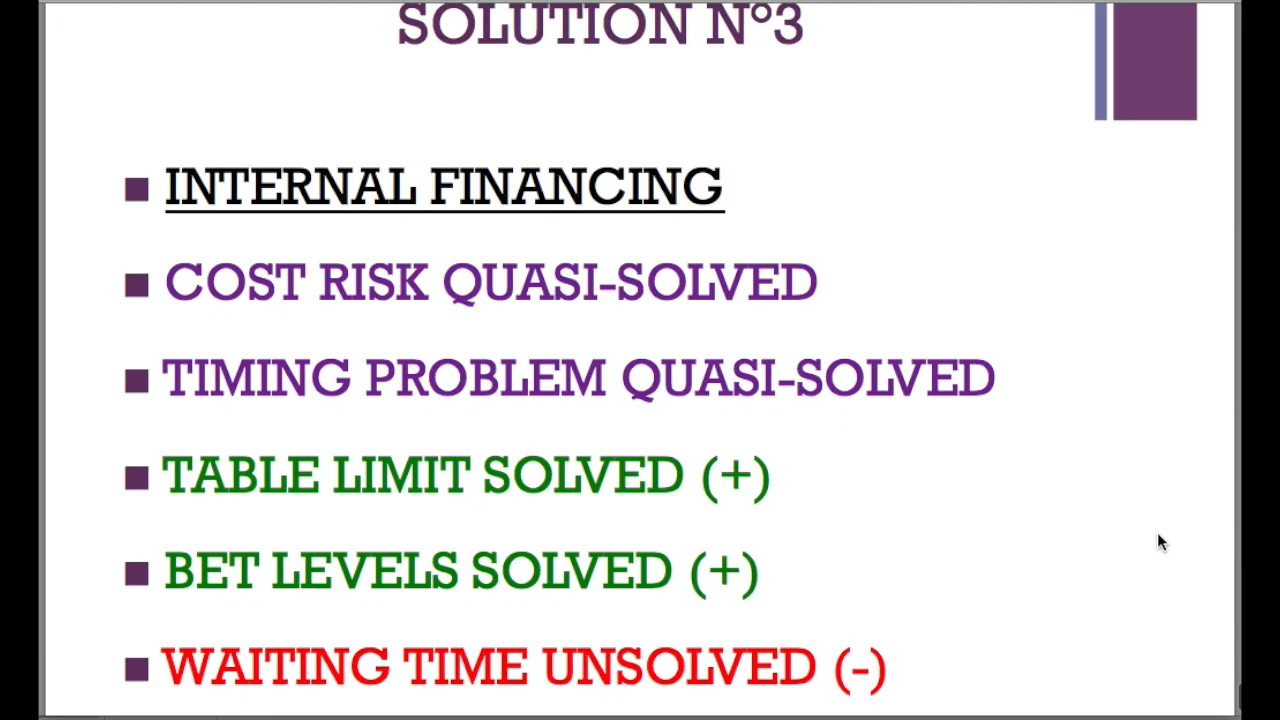 SOLUTION N°3
INTERNAL FINANCING
COST RISK QUASI-SOLVED
TIMING PROBLEM QUASI-SOLVED
TABLE LIMIT SOLVED (+)
BET LEVELS SOLVED (+)
WAITING TIME UNSOLVED (-)